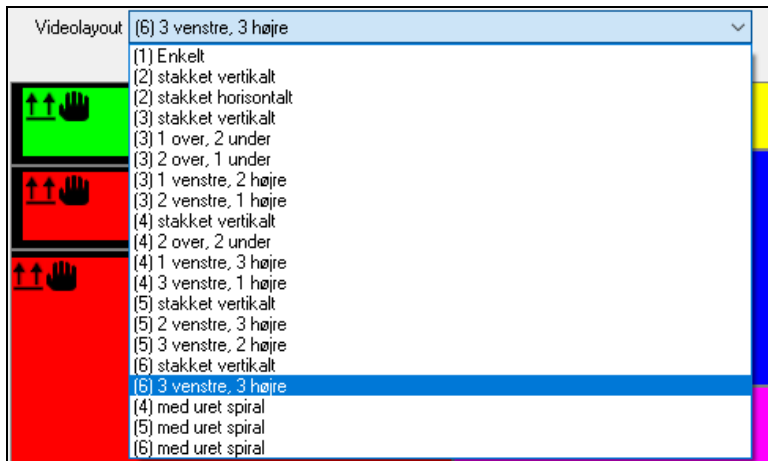 Videolayout (6) 3 venstre, 3 højre
(1) Enkelt
(2) stakket vertikalt
(2) stakket horisontalt
(3) stakket vertikalt
(3) 1 over, 2 under
(3) 2 over, 1 under
(3) 1 venstre, 2 højre
(3) 2 venstre, 1 højre
(4) stakket vertikalt
(4) 2 over, 2 under
(4) 1 venstre, 3 højre
(4) 3 venstre, 1 højre
(5) stakket vertikalt
(5) 2 venstre, 3 højre
(5) 3 venstre, 2 højre
(6) stakket vertikalt
(6) 3 venstre, 3 højre
(4) med uret spiral
(5) med uret spiral
(6) med uret spiral